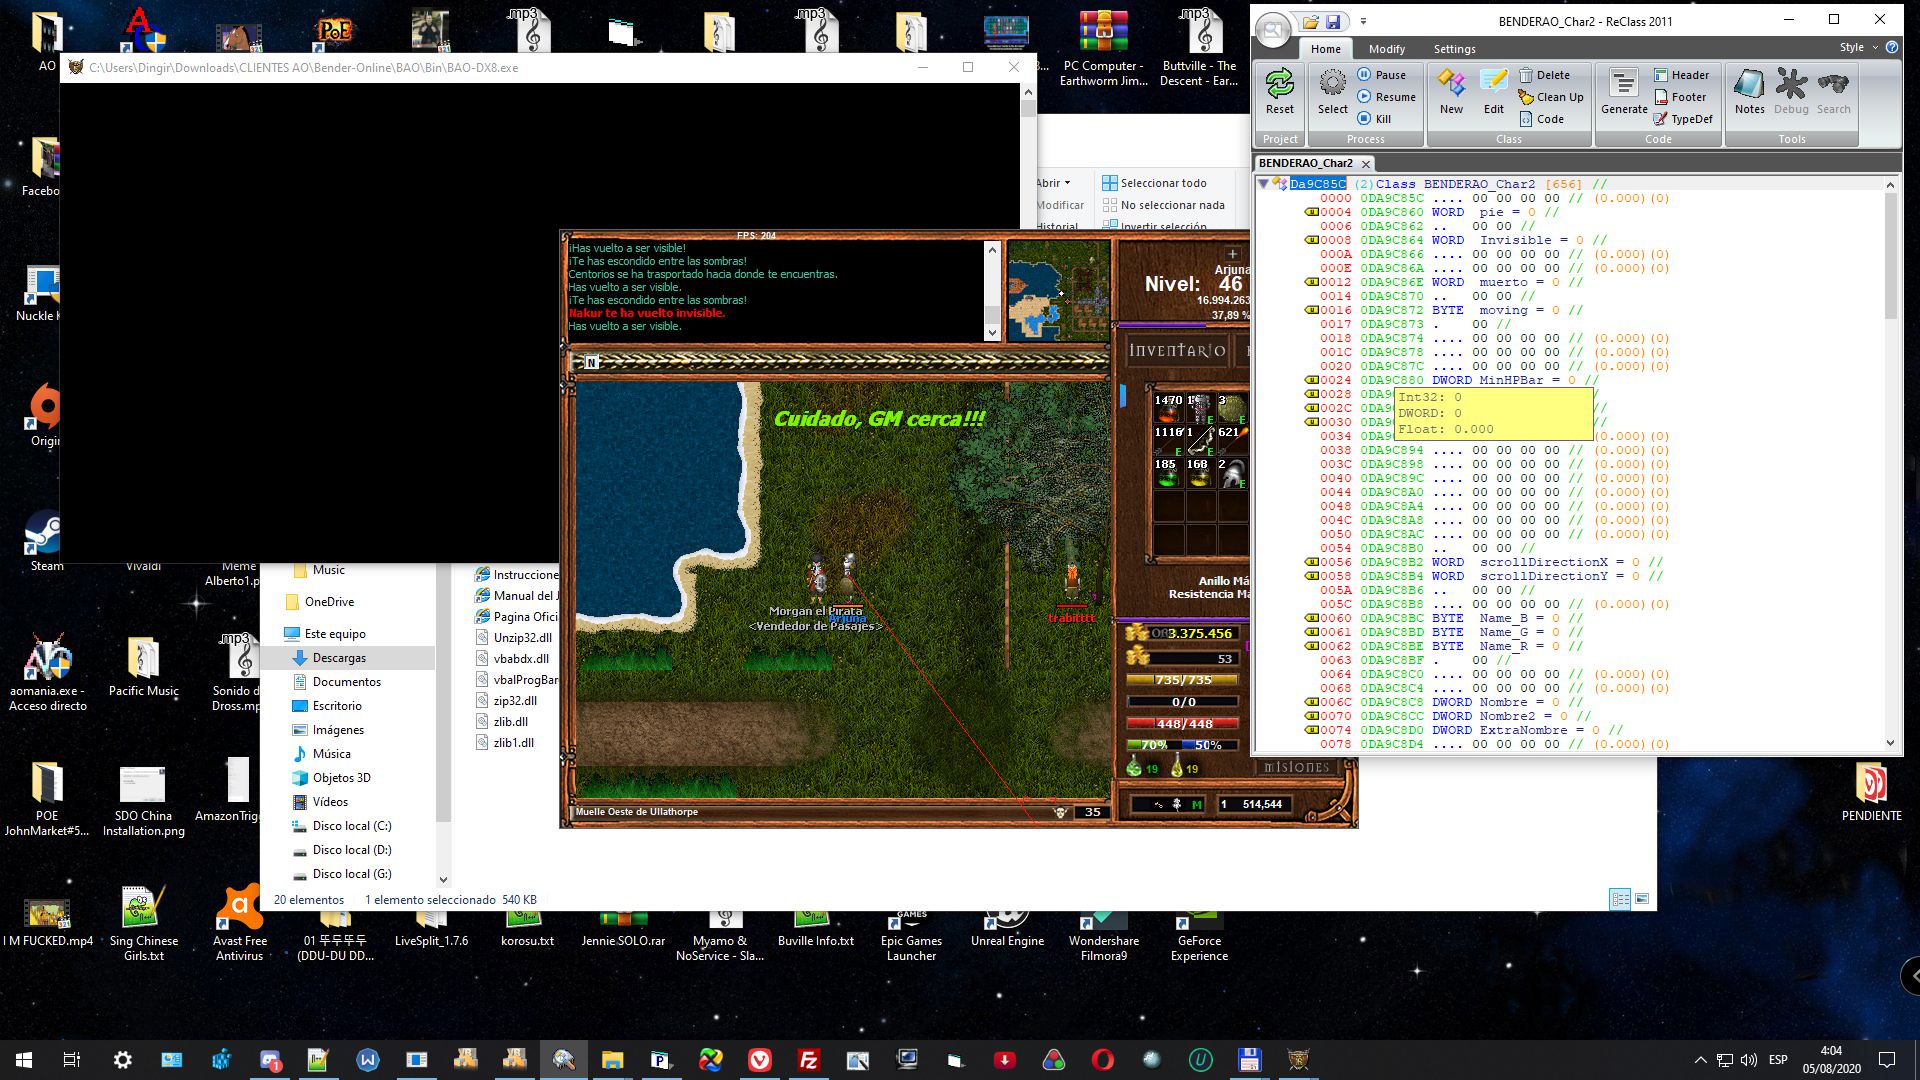 C:\Users\Dingir\Downloads\CLIENTES AO\Bender-Online\BAO\Bin\BAO-DX8.exe
AO
.mp3
.mp3
.mp3
PC Computer -
Earthworm Jim...
Buttville - The
Descent - Ear...
Facebo
Nuckle K
Origin
Steam
Vivaldi
Meme
Alberto1.p
aomania.exe -
Acceso directo
Pacific Music
.mp3
Sonido d
Dross.mp
POE
JohnMarket#5...
SDO China
Installation.png
AmazonTrig
I M FUCKED.mp4
Sing Chinese
Girls.txt
Avast Free
Antivirus
01 뚜두뚜두
(DDU-DU DD...
LiveSplit_1.7.6
korosu.txt
Jennie.SOLO.rar
Myamo &
NoService - Sla...
Buville Info.txt
Epic Games
Launcher
Unreal Engine
Wondershare
Filmora9
GeForce
Experience
PENDIENTE
Abrir
Modificar
Historial
Seleccionar todo
No seleccionar nada
Invertir selección
Music
OneDrive
Este equipo
Descargas
Documentos
Escritorio
Imágenes
Música
Objetos 3D
Vídeos
Disco local (C:)
Disco local (D:)
Disco local (G:)
Instruccione
Manual del J
Pagina Ofici
Unzip32.dll
vbabdx.dll
vbalProgBar
zip32.dll
zlib.dll
zlib1.dll
20 elementos 1 elemento seleccionado 540 KB
FPS: 204
¡Has vuelto a ser visible!
¡Te has escondido entre las sombras!
Centorios se ha trasportado hacia donde te encuentras.
Has vuelto a ser visible.
¡Te has escondido entre las sombras!
Nakur te ha vuelto invisible.
Has vuelto a ser visible.
N
Cuidado, GM cerca!!!
Morgan el Pirata
Arjuna
<Vendedor de Pasajes>
trabitttt
Muelle Oeste de Ullathorpe
35
+
Arjuna
Nivel: 46
16.994.263
37,89 %
INVENTARIO
1470 1 3
E E
1116 1 621
E E
185 168 2
E
Anillo Má
Resistencia Ma
3.375.456
53
735/735
0/0
448/448
70% 50%
19 19
MISIONES
M
1 514,544
BENDERAO_Char2 - ReClass 2011
Home Modify Settings
Style
Reset
Project
Select
Pause
Resume
Kill
Process
New
Edit
Delete
Clean Up
Code
Class
Generate
Header
Footer
TypeDef
Code
Notes
Debug
Search
Tools
BENDERAO_Char2
Da9C85C (2)Class BENDERAO_Char2 [656] //
0000 0DA9C85C .... 00 00 00 00 // (0.000)(0)
0004 0DA9C860 WORD pie = 0 //
0006 0DA9C862 .. 00 00 //
0008 0DA9C864 WORD Invisible = 0 //
000A 0DA9C866 .... 00 00 00 00 // (0.000)(0)
000E 0DA9C86A .... 00 00 00 00 // (0.000)(0)
0012 0DA9C86E WORD muerto = 0 //
0014 0DA9C870 .. 00 00 //
0016 0DA9C872 BYTE moving = 0 //
0017 0DA9C873 . 00 //
0018 0DA9C874 .... 00 00 00 00 // (0.000)(0)
001C 0DA9C878 .... 00 00 00 00 // (0.000)(0)
0020 0DA9C87C .... 00 00 00 00 // (0.000)(0)
0024 0DA9C880 DWORD MinHPBar = 0 //
0028 0DA9C //
002C 0DA9C //
0030 0DA9C //
0034 0DA9C (0.000)(0)
Int32: 0
DWORD: 0
Float: 0.000
0038 0DA9C894 .... 00 00 00 00 // (0.000)(0)
003C 0DA9C898 .... 00 00 00 00 // (0.000)(0)
0040 0DA9C89C .... 00 00 00 00 // (0.000)(0)
0044 0DA9C8A0 .... 00 00 00 00 // (0.000)(0)
0048 0DA9C8A4 .... 00 00 00 00 // (0.000)(0)
004C 0DA9C8A8 .... 00 00 00 00 // (0.000)(0)
0050 0DA9C8AC .... 00 00 00 00 // (0.000)(0)
0054 0DA9C8B0 .. 00 00 //
0056 0DA9C8B2 WORD scrollDirectionX = 0 //
0058 0DA9C8B4 WORD scrollDirectionY = 0 //
005A 0DA9C8B6 .. 00 00 //
005C 0DA9C8B8 .... 00 00 00 00 // (0.000)(0)
0060 0DA9C8BC BYTE Name_B = 0 //
0061 0DA9C8BD BYTE Name_G = 0 //
0062 0DA9C8BE BYTE Name_R = 0 //
0063 0DA9C8BF . 00 //
0064 0DA9C8C0 .... 00 00 00 00 // (0.000)(0)
0068 0DA9C8C4 .... 00 00 00 00 // (0.000)(0)
006C 0DA9C8C8 DWORD Nombre = 0 //
0070 0DA9C8CC DWORD Nombre2 = 0 //
0074 0DA9C8D0 DWORD ExtraNombre = 0 //
0078 0DA9C8D4 .... 00 00 00 00 // (0.000)(0)
ESP
4:04
05/08/2020